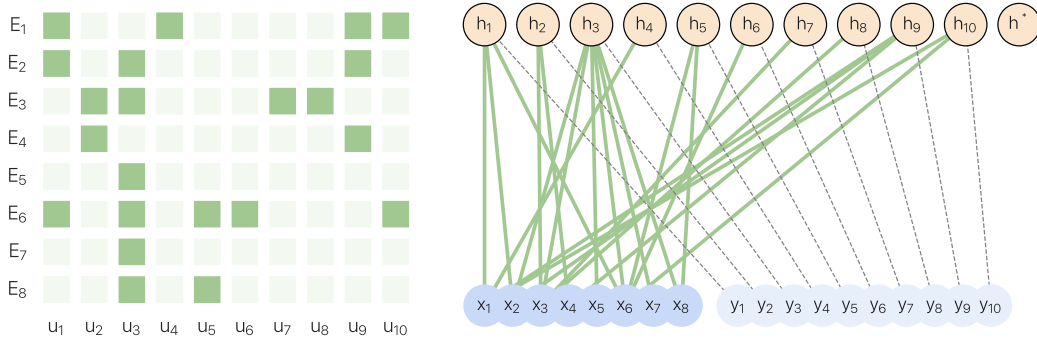 E1
E2
E3
E4
E5
E6
E7
E8
u1 u2 u3 u4 u5 u6 u7 u8 u9 u10
h1 h2 h3 h4 h5 h6 h7 h8 h9 h10 h*
x1 x2 x3 x4 x5 x6 x7 x8 y1 y2 y3 y4 y5 y6 y7 y8 y9 y10